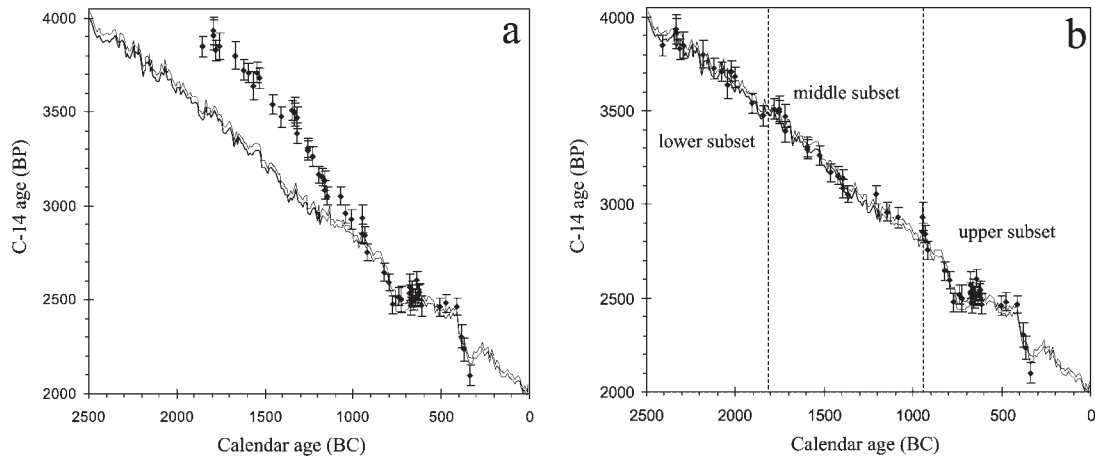 a
4000
3500
3000
2500
2000
C-14 age (BP)
2500 2000 1500 1000 500 0
Calendar age (BC)
b
4000
3500
3000
2500
2000
C-14 age (BP)
middle subset
lower subset
upper subset
2500 2000 1500 1000 500 0
Calendar age (BC)